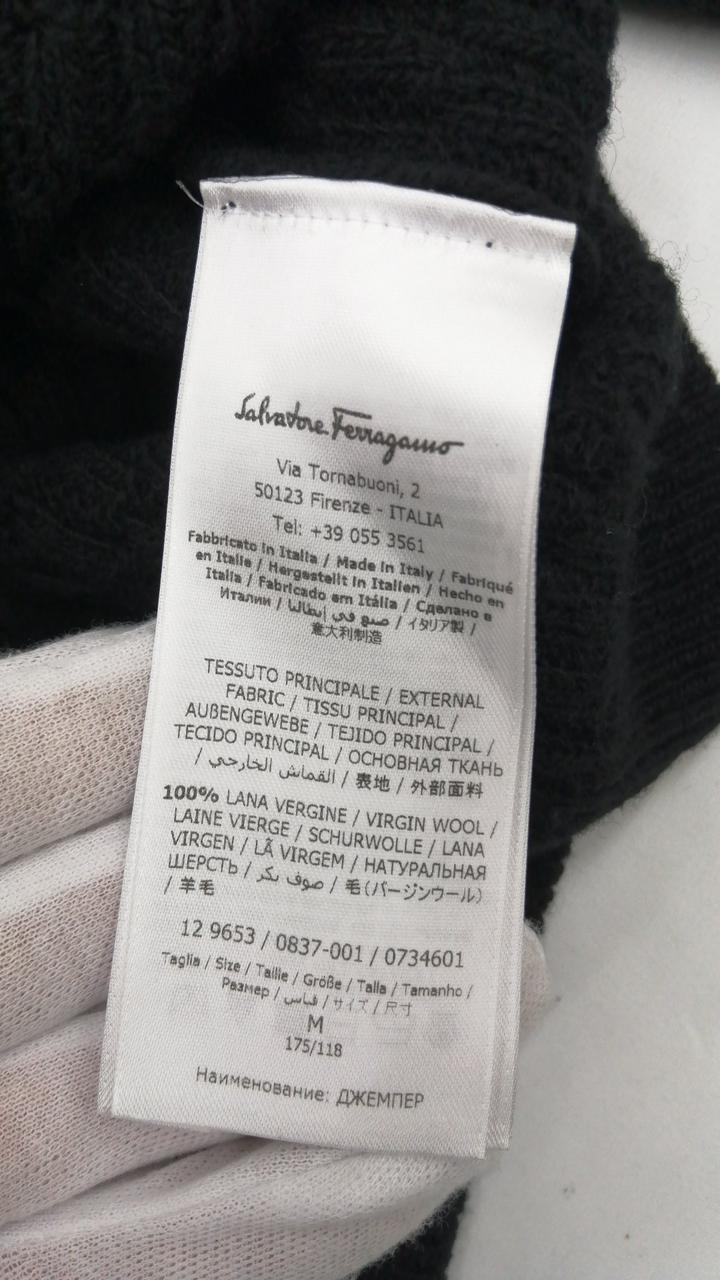 Salvatore Ferragamo
Via Tornabuoni, 2
50123 Firenze - ITALIA
Tel: +39 055 3561
Fabbricato in Italia / Made in Italy / Fabriqué
en Italie / Hergestellt in Italien / Hecho en
Italia / Fabricado em Itália / Сделано в
Италии / صنع في إيطاليا / イタリア製 /
意大利制造
TESSUTO PRINCIPALE / EXTERNAL
FABRIC / TISSU PRINCIPAL /
AUßENGEWEBE / TEJIDO PRINCIPAL /
TECIDO PRINCIPAL / ОСНОВНАЯ ТКАНЬ
/ القماش الخارجي / 表地 / 外部面料
100% LANA VERGINE / VIRGIN WOOL /
LAINE VIERGE / SCHURWOLLE / LANA
VIRGEN / LÃ VIRGEM / НАТУРАЛЬНАЯ
ШЕРСТЬ / صوف بكر / 毛(バージンウール)
/ 羊毛
12 9653 / 0837-001 / 0734601
Taglia / Size / Taille / Größe / Talla / Tamanho /
Размер / قياس / サイズ / 尺寸
M
175/118
Наименование: ДЖЕМПЕР